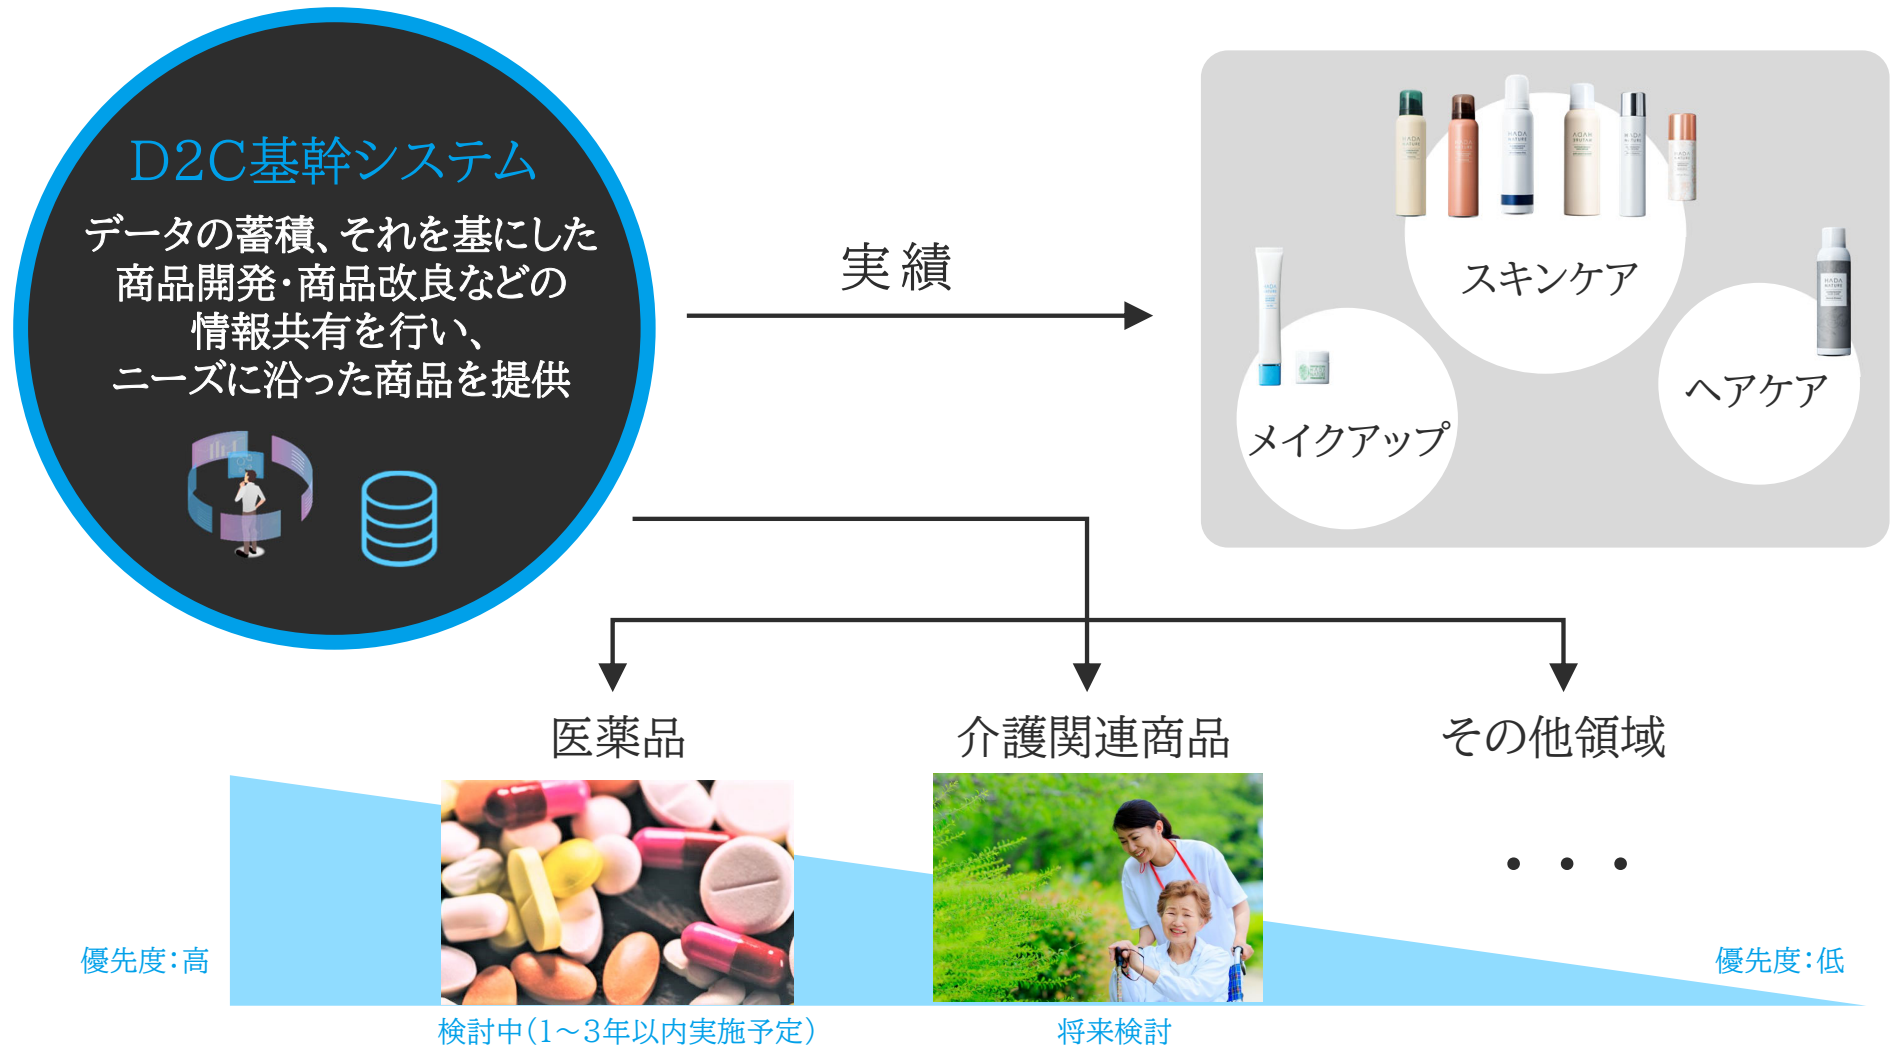 D2C基幹システム
データの蓄積、それを基にした
商品開発・商品改良などの
情報共有を行い、
ニーズに沿った商品を提供
実績
スキンケア
メイクアップ
ヘアケア
HADA
NATURE
医薬品
介護関連商品
その他領域
・・・
優先度：高
優先度：低
検討中（1～3年以内実施予定）
将来検討